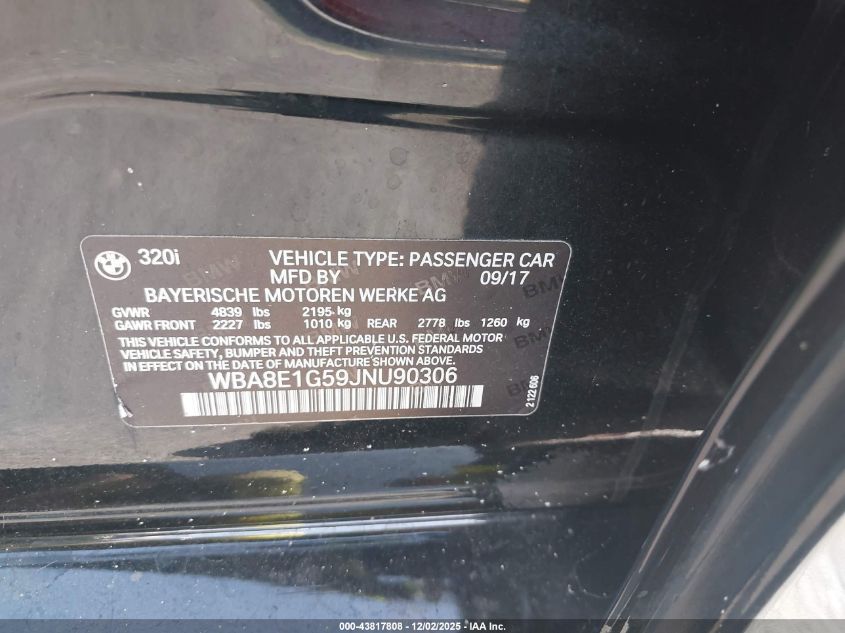 320i VEHICLE TYPE: PASSENGER CAR
MFD BY 09/17
BAYERISCHE MOTOREN WERKE AG
GVWR 4839 lbs 2195 kg
GAWR FRONT 2227 lbs 1010 kg REAR 2778 lbs 1260 kg
THIS VEHICLE CONFORMS TO ALL APPLICABLE U.S. FEDERAL MOTOR
VEHICLE SAFETY, BUMPER AND THEFT PREVENTION STANDARDS
IN EFFECT ON THE DATE OF MANUFACTURE SHOWN ABOVE.
WBA8E1G59JNU90306
2 122 606
000-43817808 | 12/02/2025 - IAA Inc.